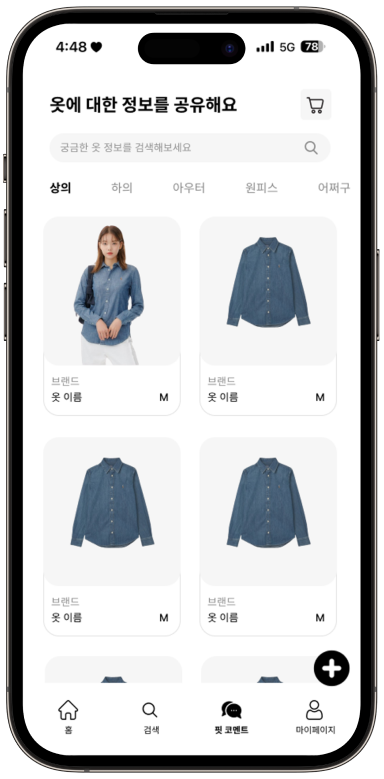 4:48
5G 78
옷에 대한 정보를 공유해요
궁금한 옷 정보를 검색해보세요
상의 하의 아우터 원피스 어쩌구
브랜드
옷 이름 M
브랜드
옷 이름 M
브랜드
옷 이름 M
브랜드
옷 이름 M
홈 검색 핏 코멘트 마이페이지